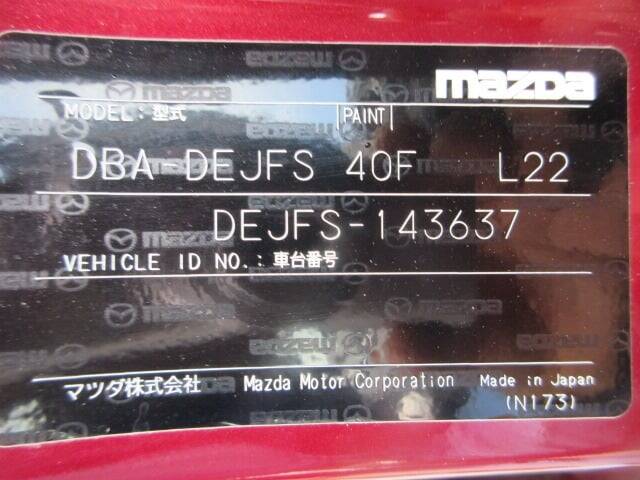 mazda
MODEL: 型式 PAINT
DBA DEJFS 40F L22
DEJFS-143637
VEHICLE ID NO.: 車台番号
マツダ株式会社 Mazda Motor Corporation Made in Japan
(N173)